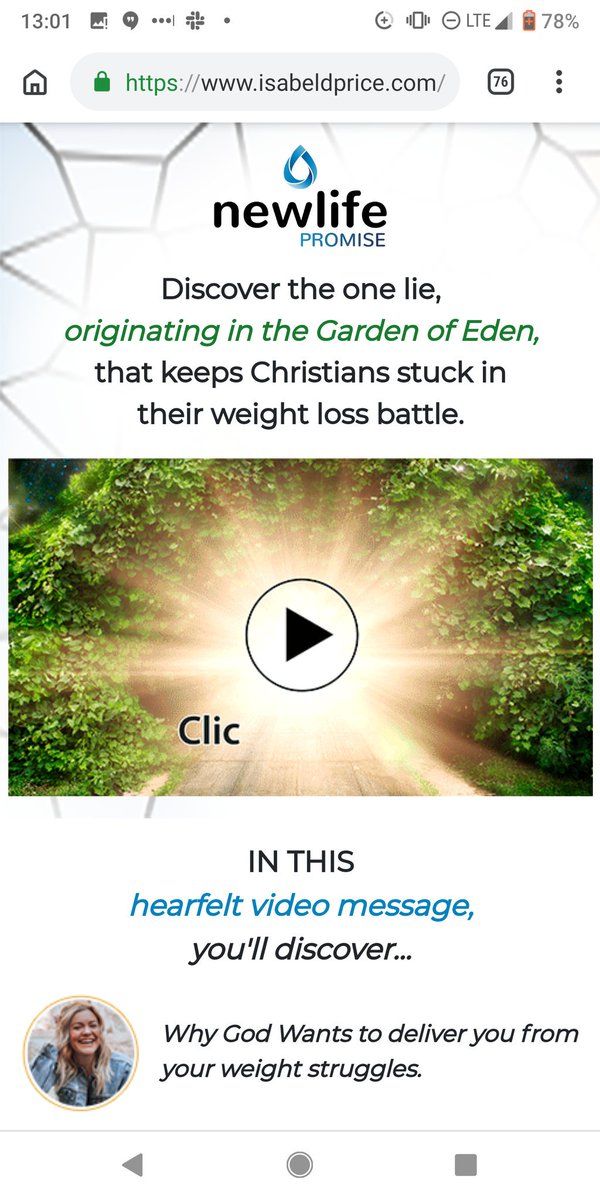 13:01 LTE 78%
https://www.isabeldprice.com/ 76
newlife
PROMISE
Discover the one lie,
originating in the Garden of Eden,
that keeps Christians stuck in
their weight loss battle.
Clic
IN THIS
hearfelt video message,
you'll discover...
Why God Wants to deliver you from
your weight struggles.